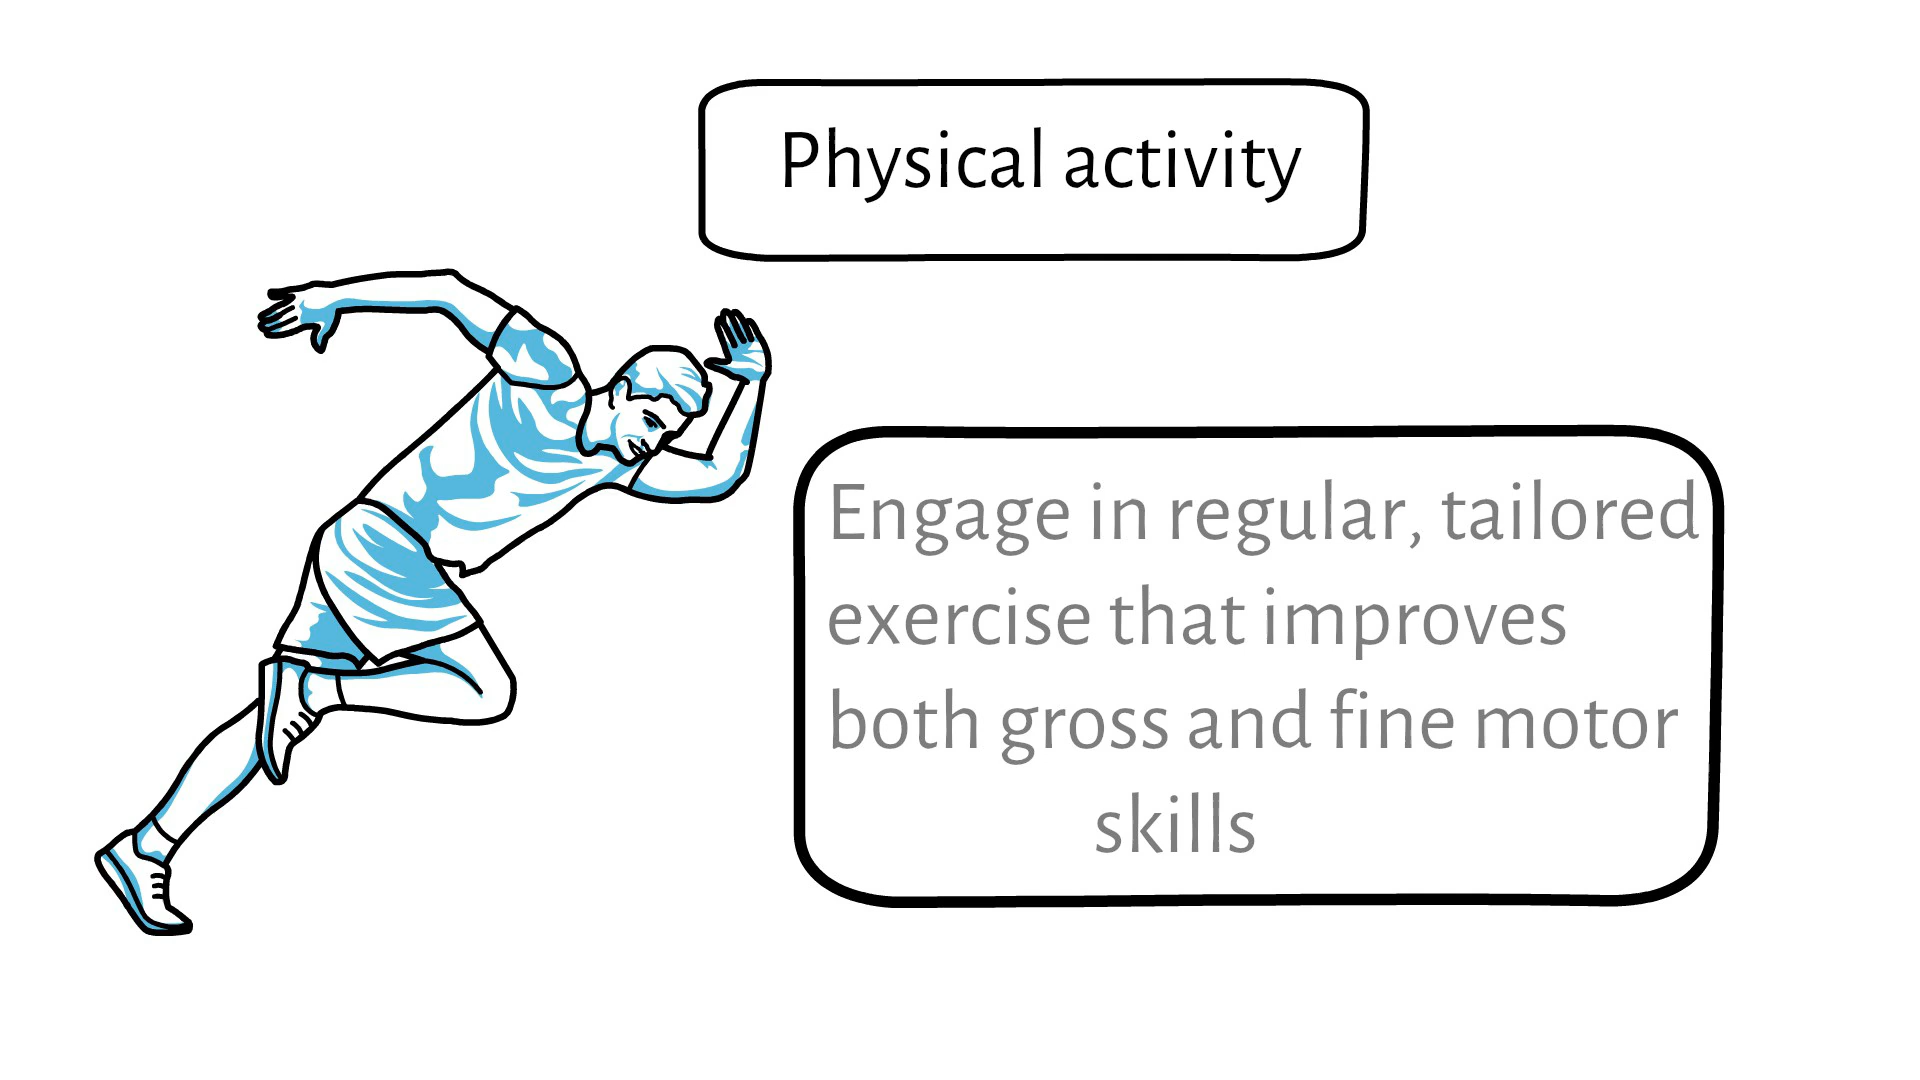 Physical activity
Engage in regular, tailored
exercise that improves
both gross and fine motor
skills